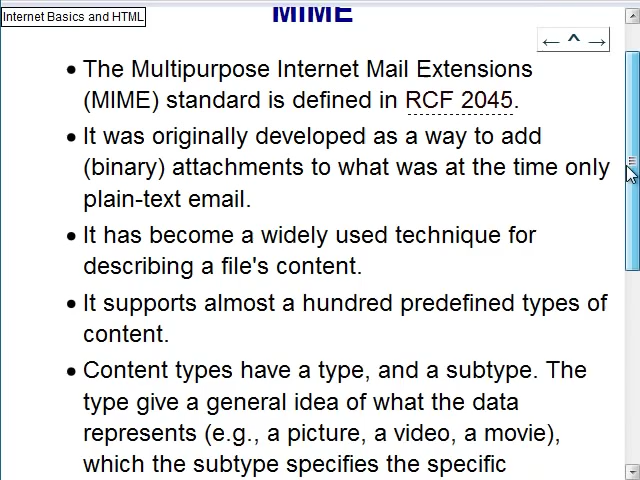 Internet Basics and HTML
MIME
← ^ →
• The Multipurpose Internet Mail Extensions
(MIME) standard is defined in RCF 2045.
• It was originally developed as a way to add
(binary) attachments to what was at the time only
plain-text email.
• It has become a widely used technique for
describing a file's content.
• It supports almost a hundred predefined types of
content.
• Content types have a type, and a subtype. The
type give a general idea of what the data
represents (e.g., a picture, a video, a movie),
which the subtype specifies the specific